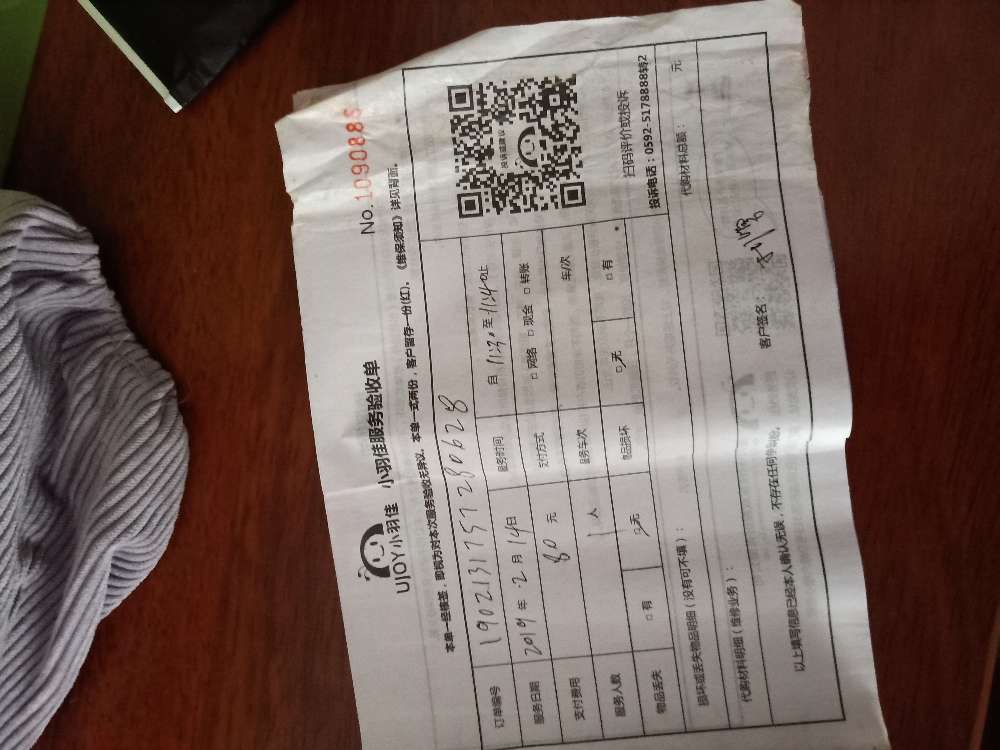 No.1090885
UJOY小羽佳 小羽佳服务验收单
本单一经接签，即视为对本次服务验收无异议。本单一式两份，客户留存一份(红)。《维保须知》详见背面。
订单编号 1902131757280628
服务日期 2019年2月14日 服务时间 自11:30至11:40止
支付费用 80元 支付方式 □网络 □现金 □转账
服务人数 1人 服务车次 车/次
物品丢失 □有 □无 物品损坏 □无 □有
投诉或建议
扫码评价或投诉
投诉电话：0592-5178888转2
损坏或丢失物品明细（没有可不填）：
代购材料明细（维修业务）： 代购材料总额： 元
以上填写信息已经本人确认无误，不存在任何 客户签名：